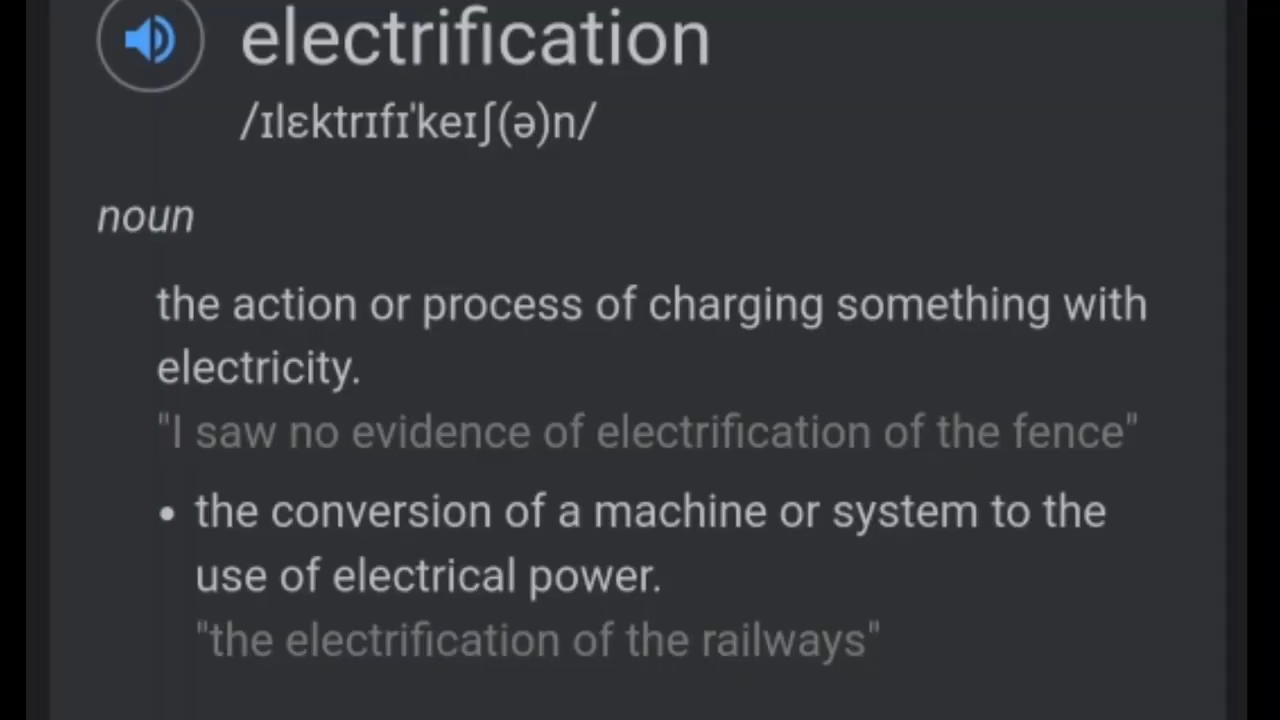 electrification
/ɪlɛktrɪfɪˈkeɪʃ(ə)n/
noun
the action or process of charging something with
electricity.
"I saw no evidence of electrification of the fence"
• the conversion of a machine or system to the
use of electrical power.
"the electrification of the railways"